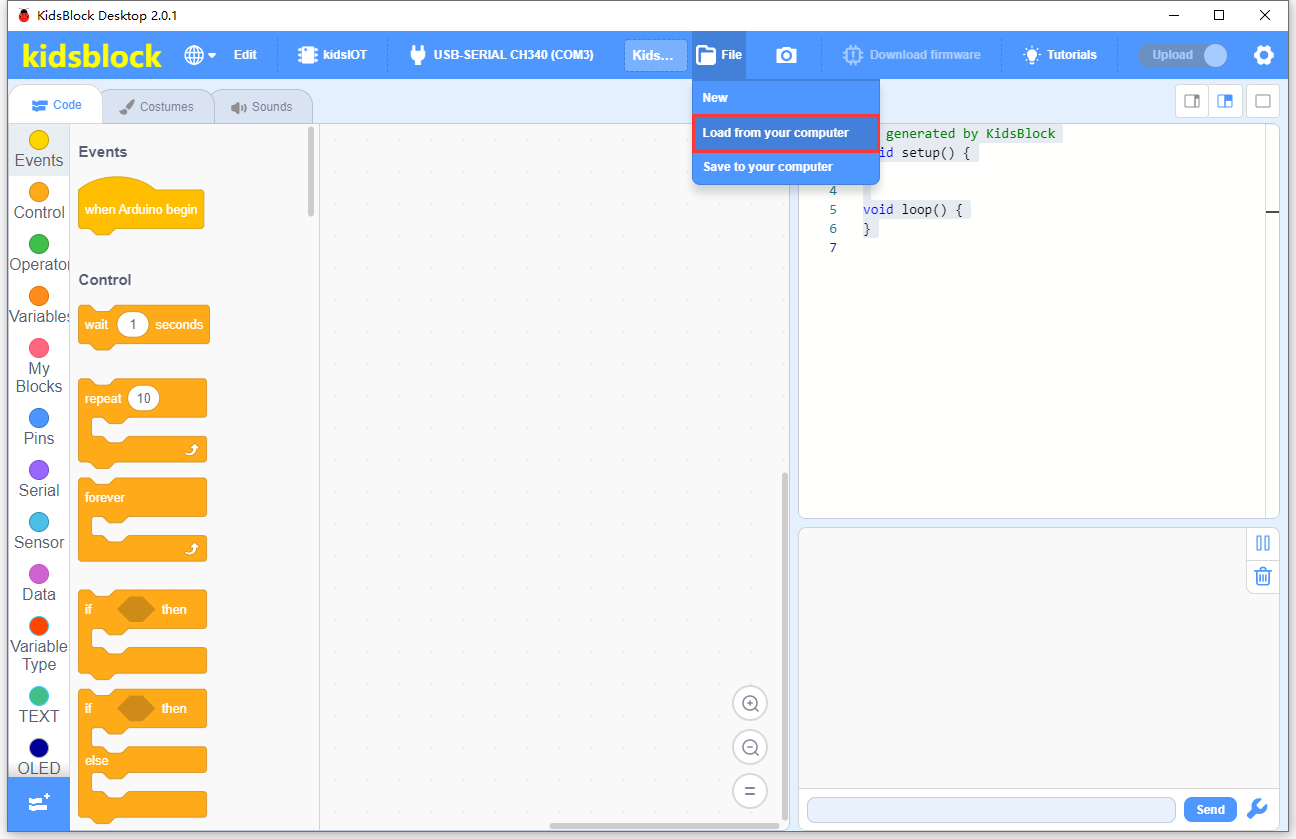 KidsBlock Desktop 2.0.1
kidsblock
Edit
kidsIOT
USB-SERIAL CH340 (COM3)
Kids...
File
Download firmware
Tutorials
Upload
New
Load from your computer
Save to your computer
Code
Costumes
Sounds
Events
Control
Operator
Variables
My
Blocks
Pins
Serial
Sensor
Data
Variable
Type
TEXT
OLED
Events
when Arduino begin
Control
wait 1 seconds
repeat 10
forever
if then
if then
else
generated by KidsBlock
id setup() {
4
5 void loop() {
6 }
7
Send